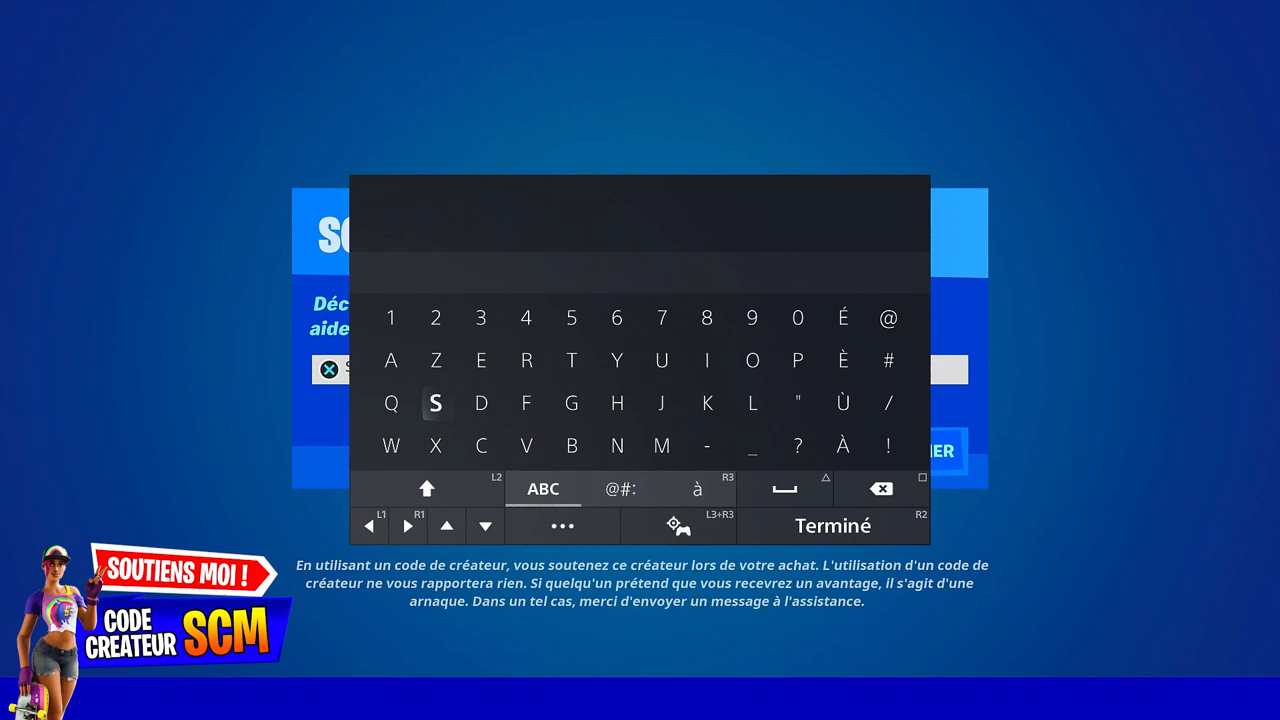 Déc
aide
1 2 3 4 5 6 7 8 9 0 É @
A Z E R T Y U I O P È #
Q S D F G H J K L " Ù /
W X C V B N M - _ ? À !
L2 ABC @#: à R3
L1 R1 ... L3+R3 Terminé R2
En utilisant un code de créateur, vous soutenez ce créateur lors de votre achat. L'utilisation d'un code de
créateur ne vous rapportera rien. Si quelqu'un prétend que vous recevrez un avantage, il s'agit d'une
arnaque. Dans un tel cas, merci d'envoyer un message à l'assistance.
SOUTIENS MOI !
CODE
CREATEUR SCM